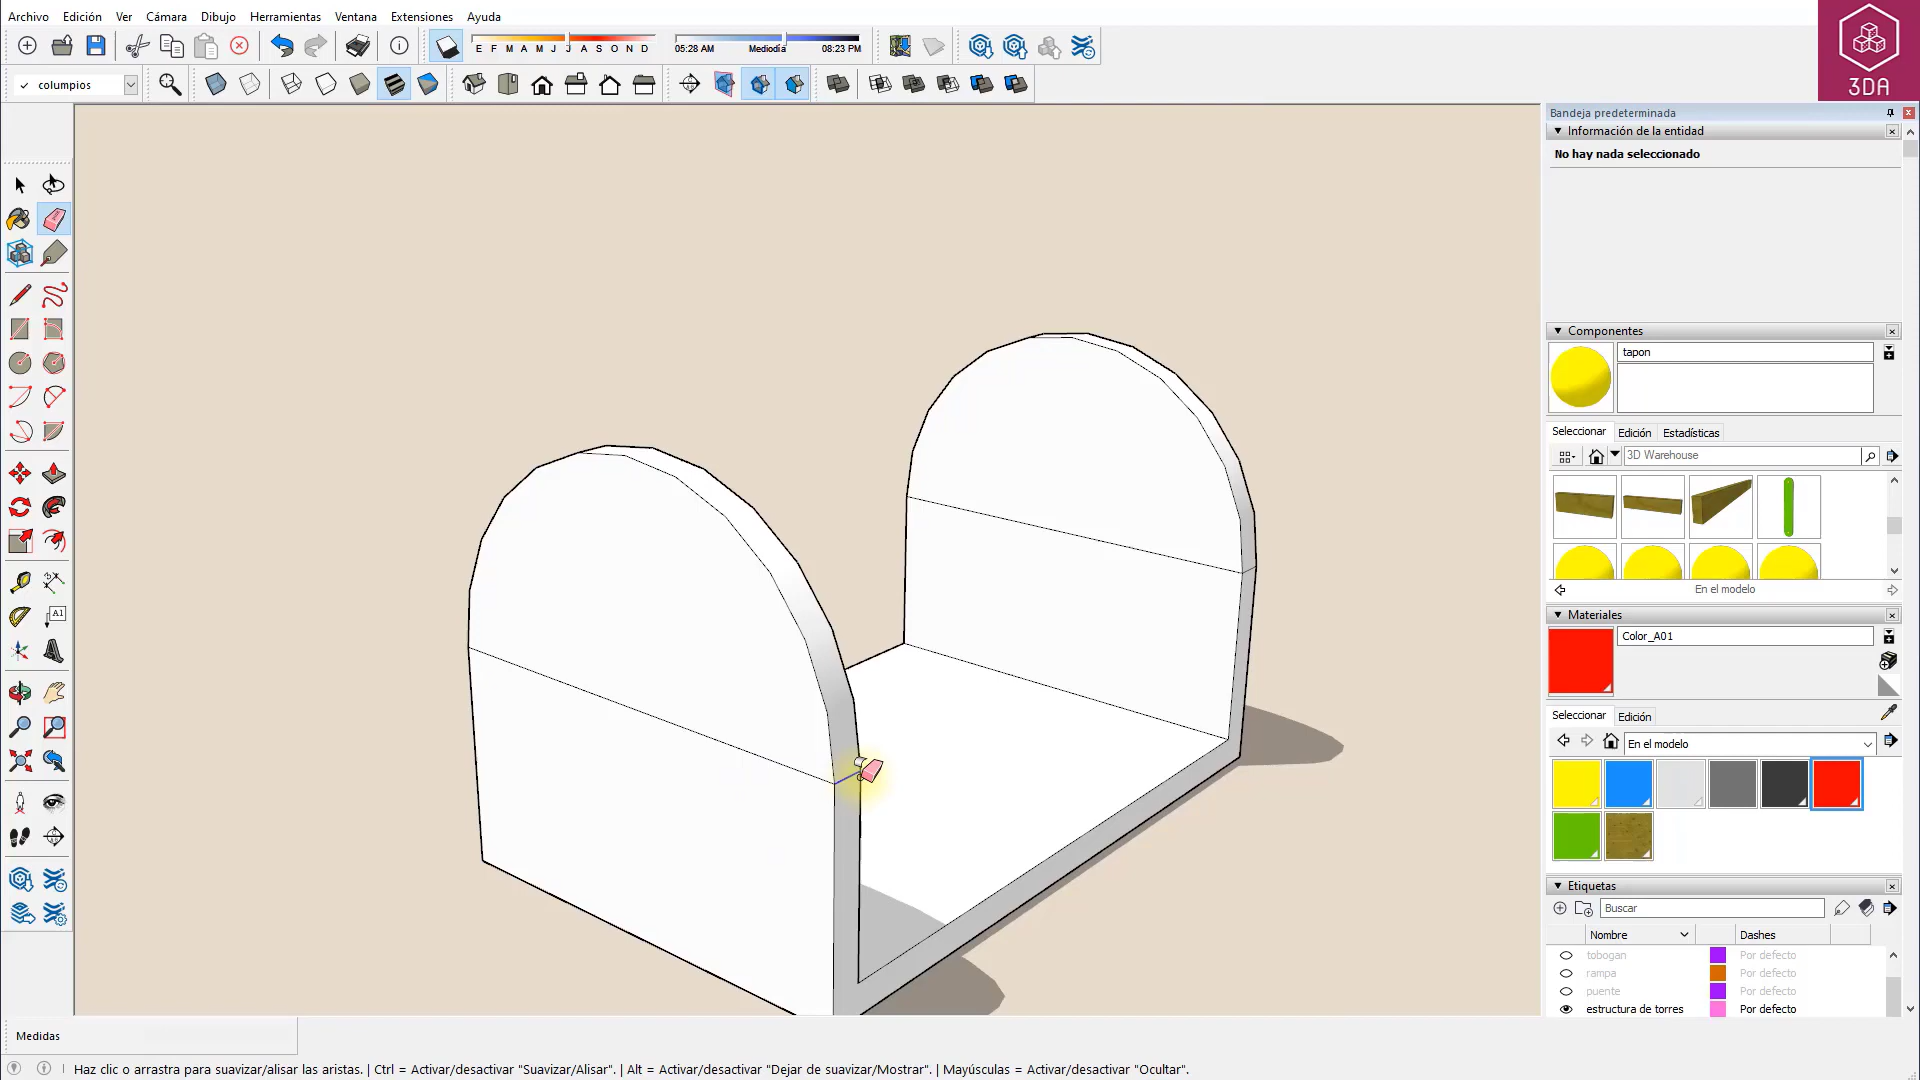 Archivo Edición Ver Cámara Dibujo Herramientas Ventana Extensiones Ayuda
E F M A M J J A S O N D
05:28 AM Mediodía 08:23 PM
columpios
3DA
Bandeja predeterminada
Información de la entidad
No hay nada seleccionado
Componentes
tapon
Seleccionar Edición Estadísticas
3D Warehouse
En el modelo
A1
Materiales
Color_A01
Seleccionar Edición
En el modelo
Etiquetas
Buscar
Nombre Dashes
tobogan Por defecto
rampa Por defecto
puente Por defecto
estructura de torres Por defecto
Medidas
Haz clic o arrastra para suavizar/alisar las aristas. | Ctrl = Activar/desactivar "Suavizar/Alisar". | Alt = Activar/desactivar "Dejar de suavizar/Mostrar". | Mayúsculas = Activar/desactivar "Ocultar".